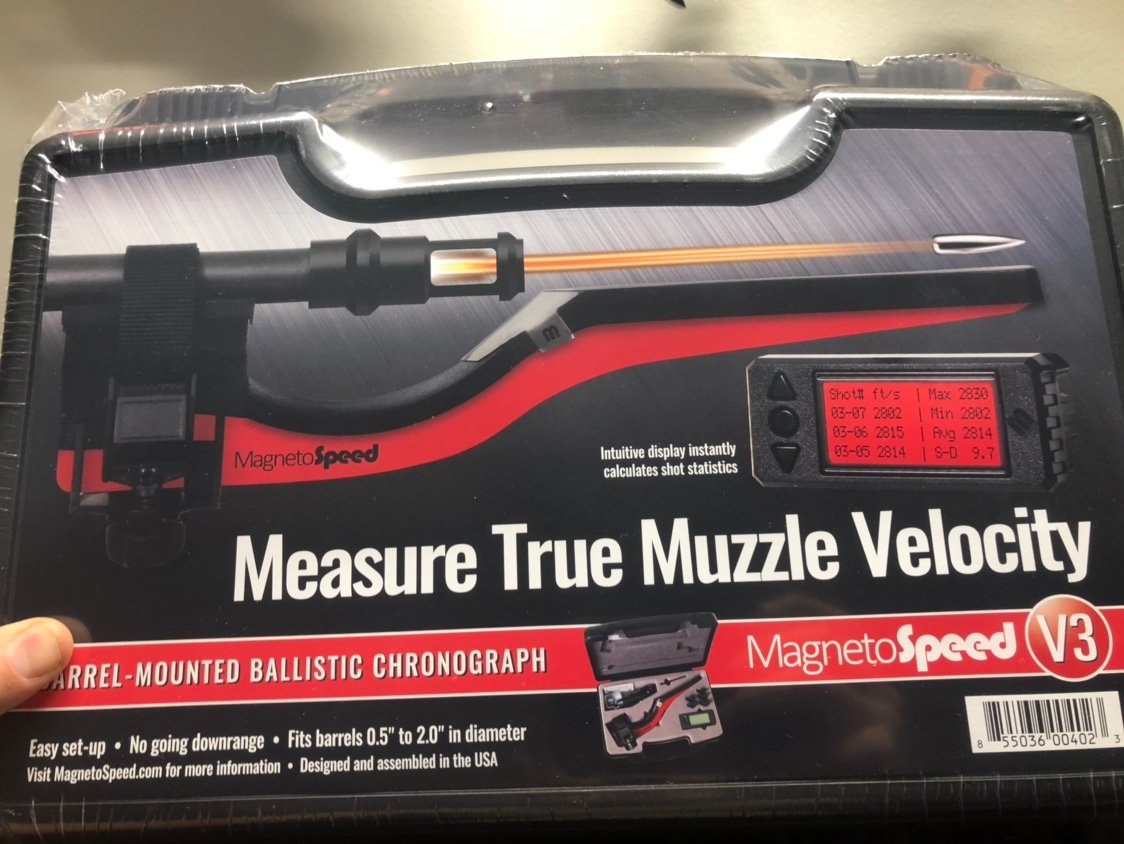 Shot# ft/s | Max 2830
03-07 2802 | Min 2802
03-06 2815 | Avg 2814
03-05 2814 | S-D 9.7
MagnetoSpeed
Intuitive display instantly
calculates shot statistics
Measure True Muzzle Velocity
ARREL-MOUNTED BALLISTIC CHRONOGRAPH
MagnetoSpeed V3
Easy set-up • No going downrange • Fits barrels 0.5" to 2.0" in diameter
Visit MagnetoSpeed.com for more information • Designed and assembled in the USA
8 55036 00402 3